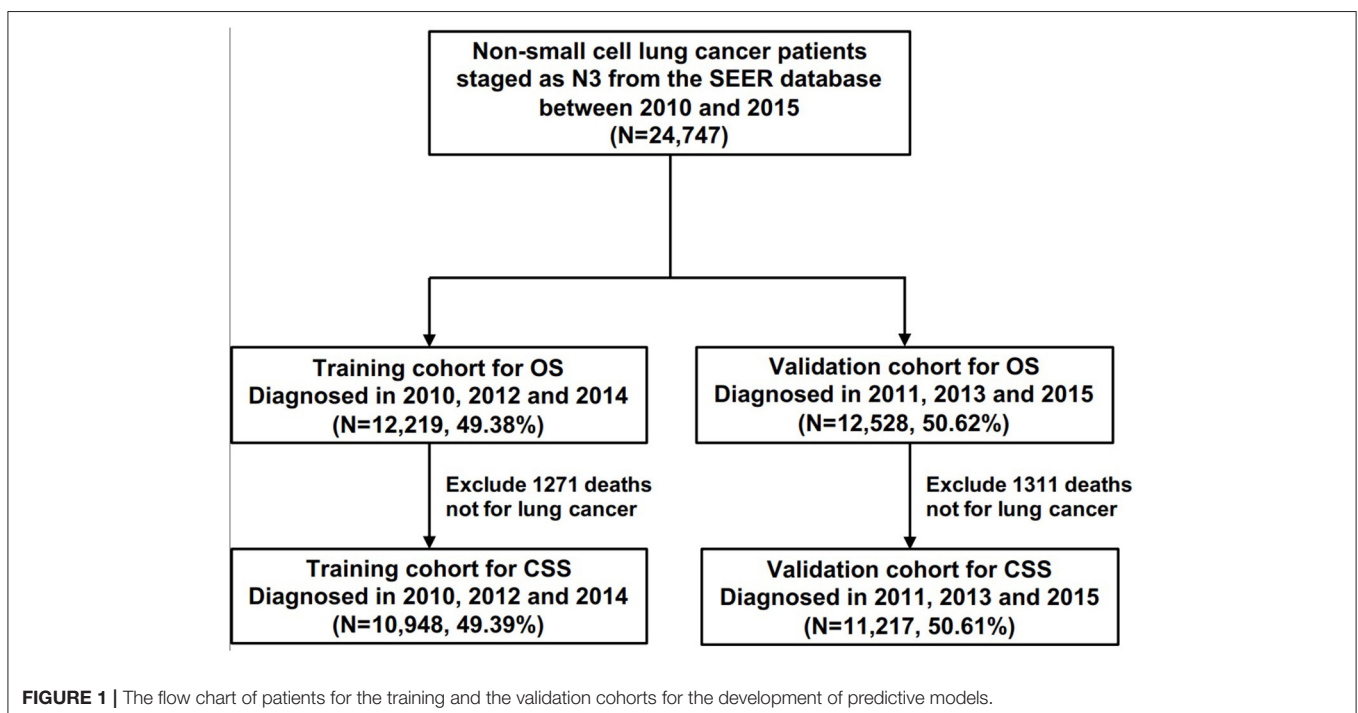 Non-small cell lung cancer patients
staged as N3 from the SEER database
between 2010 and 2015
(N=24,747)
Training cohort for OS
Diagnosed in 2010, 2012 and 2014
(N=12,219, 49.38%)
Validation cohort for OS
Diagnosed in 2011, 2013 and 2015
(N=12,528, 50.62%)
Exclude 1271 deaths
not for lung cancer
Exclude 1311 deaths
not for lung cancer
Training cohort for CSS
Diagnosed in 2010, 2012 and 2014
(N=10,948, 49.39%)
Validation cohort for CSS
Diagnosed in 2011, 2013 and 2015
(N=11,217, 50.61%)
FIGURE 1 | The flow chart of patients for the training and the validation cohorts for the development of predictive models.